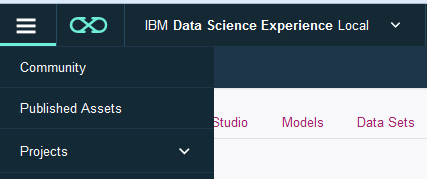 IBM Data Science Experience Local
Community
Published Assets
Studio Models Data Sets
Projects